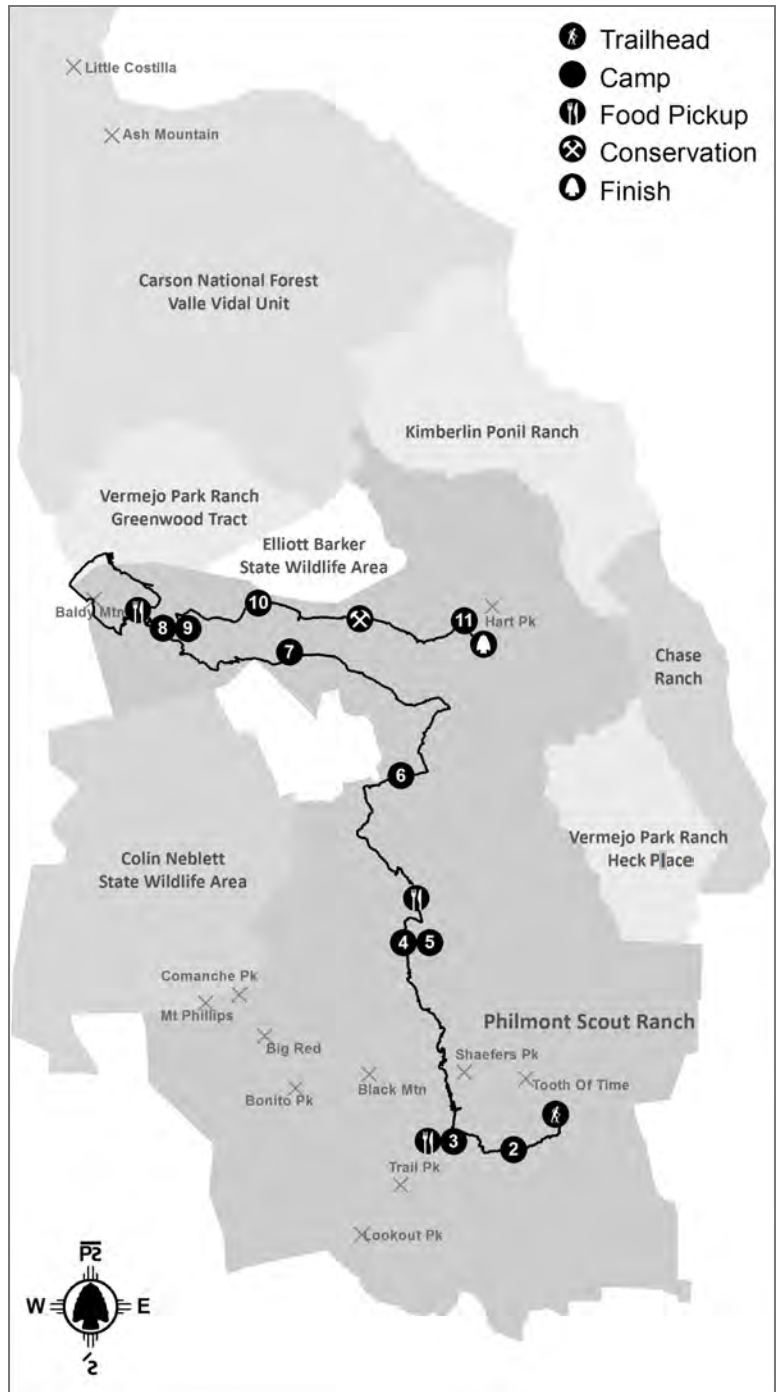 Trailhead
Camp
Food Pickup
Conservation
Finish
Little Costilla
Ash Mountain
Carson National Forest
Valle Vidal Unit
Kimberlin Ponil Ranch
Vermejo Park Ranch
Greenwood Tract
Elliott Barker
State Wildlife Area
Baldy Mtn
8
9
10
11
Hart Pk
7
Chase
Ranch
6
Vermejo Park Ranch
Heck Place
Colin Neblett
State Wildlife Area
4
5
Comanche Pk
Mt Phillips
Philmont Scout Ranch
Big Red
Shaefers Pk
Black Mtn
Tooth Of Time
Bonito Pk
3
2
Trail Pk
Lookout Pk
W
E